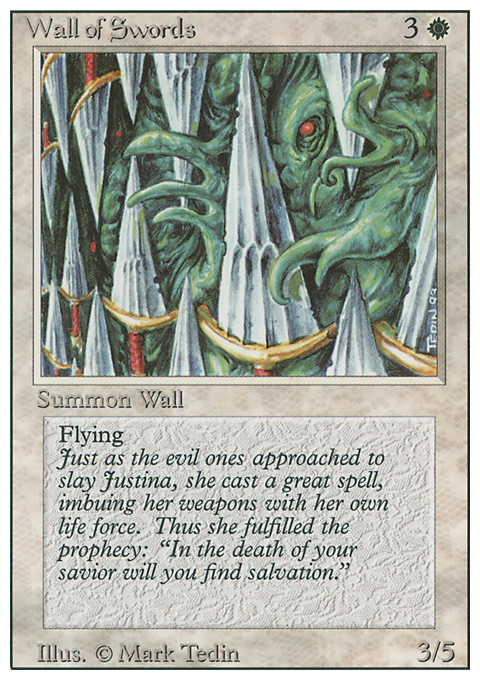 Wall of Swords 3
TEDIN 93
Summon Wall
Flying
Just as the evil ones approached to
slay Justina, she cast a great spell,
imbuing her weapons with her own
life force. Thus she fulfilled the
prophecy: “In the death of your
savior will you find salvation.”
Illus. © Mark Tedin 3/5